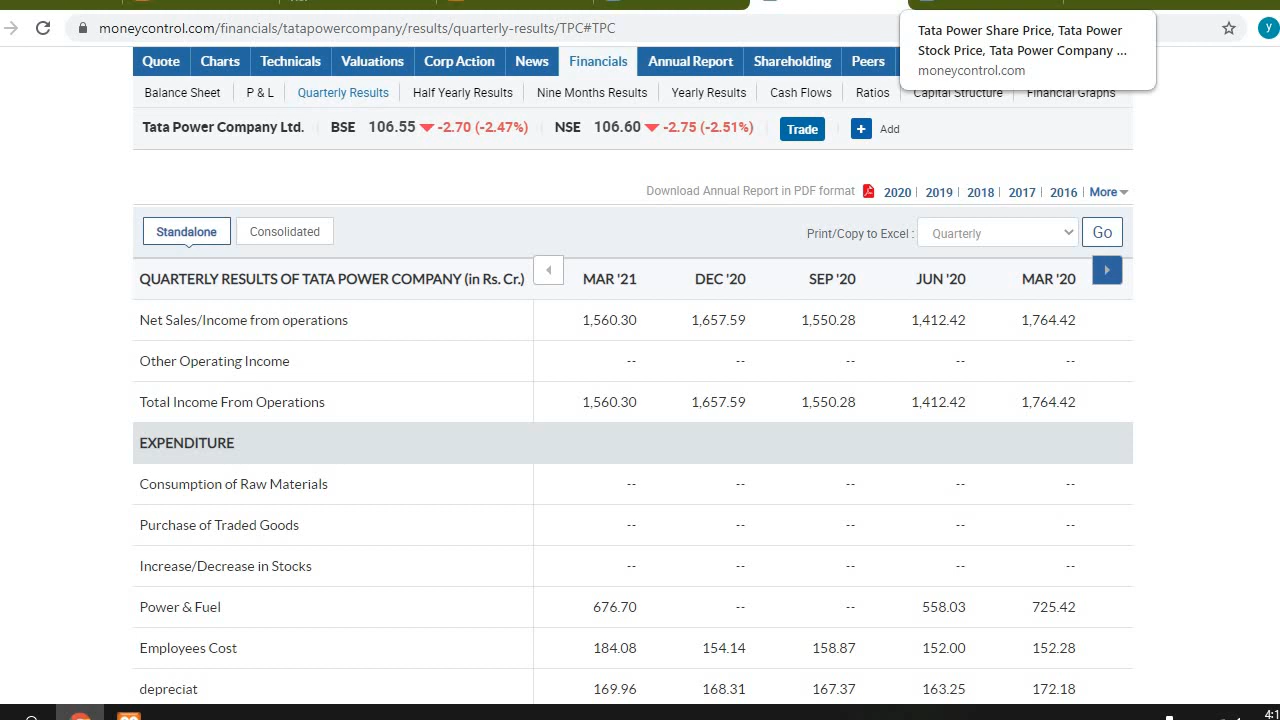 moneycontrol.com/financials/tatapowercompany/results/quarterly-results/TPC#TPC
y
Tata Power Share Price, Tata Power
Stock Price, Tata Power Company ...
moneycontrol.com
Quote Charts Technicals Valuations Corp Action News Financials Annual Report Shareholding Peers
Balance Sheet P & L Quarterly Results Half Yearly Results Nine Months Results Yearly Results Cash Flows Ratios Capital Structure Financial Graphs
Tata Power Company Ltd. BSE 106.55 -2.70 (-2.47%) NSE 106.60 -2.75 (-2.51%) Trade + Add
Download Annual Report in PDF format 2020 2019 2018 2017 2016 More
Standalone Consolidated Print/Copy to Excel : Quarterly Go
QUARTERLY RESULTS OF TATA POWER COMPANY (in Rs. Cr.) MAR '21 DEC '20 SEP '20 JUN '20 MAR '20
Net Sales/Income from operations 1,560.30 1,657.59 1,550.28 1,412.42 1,764.42
Other Operating Income -- -- -- -- --
Total Income From Operations 1,560.30 1,657.59 1,550.28 1,412.42 1,764.42
EXPENDITURE
Consumption of Raw Materials -- -- -- -- --
Purchase of Traded Goods -- -- -- -- --
Increase/Decrease in Stocks -- -- -- -- --
Power & Fuel 676.70 -- -- 558.03 725.42
Employees Cost 184.08 154.14 158.87 152.00 152.28
depreciat 169.96 168.31 167.37 163.25 172.18